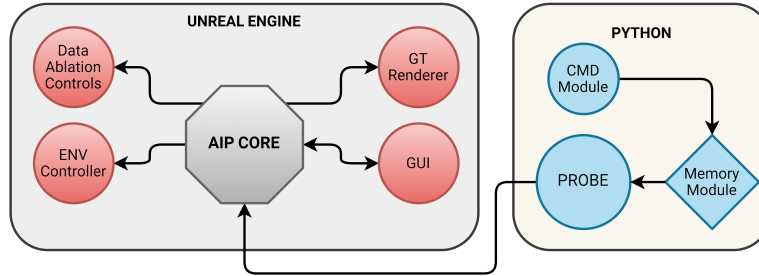 UNREAL ENGINE
Data
Ablation
Controls
GT
Renderer
AIP CORE
ENV
Controller
GUI
PYTHON
CMD
Module
PROBE
Memory
Module